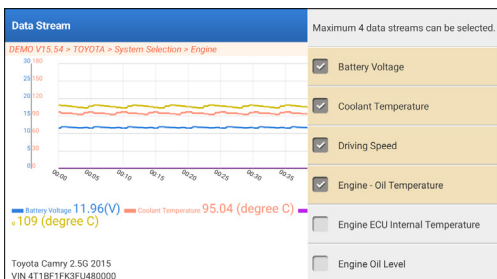 Data Stream
Maximum 4 data streams can be selected.
DEMO V15.54 > TOYOTA > System Selection > Engine
30 180
25 150
20 120
15 90
10 60
5 30
0 0
00:00 00:05 00:10 00:15 00:20 00:25 00:30 00:35
Battery Voltage 11.96(V) Coolant Temperature 95.04 (degree C)
109 (degree C)
Toyota Camry 2.5G 2015
VIN 4T1BF1FK3FU480000
Battery Voltage
Coolant Temperature
Driving Speed
Engine - Oil Temperature
Engine ECU Internal Temperature
Engine Oil Level